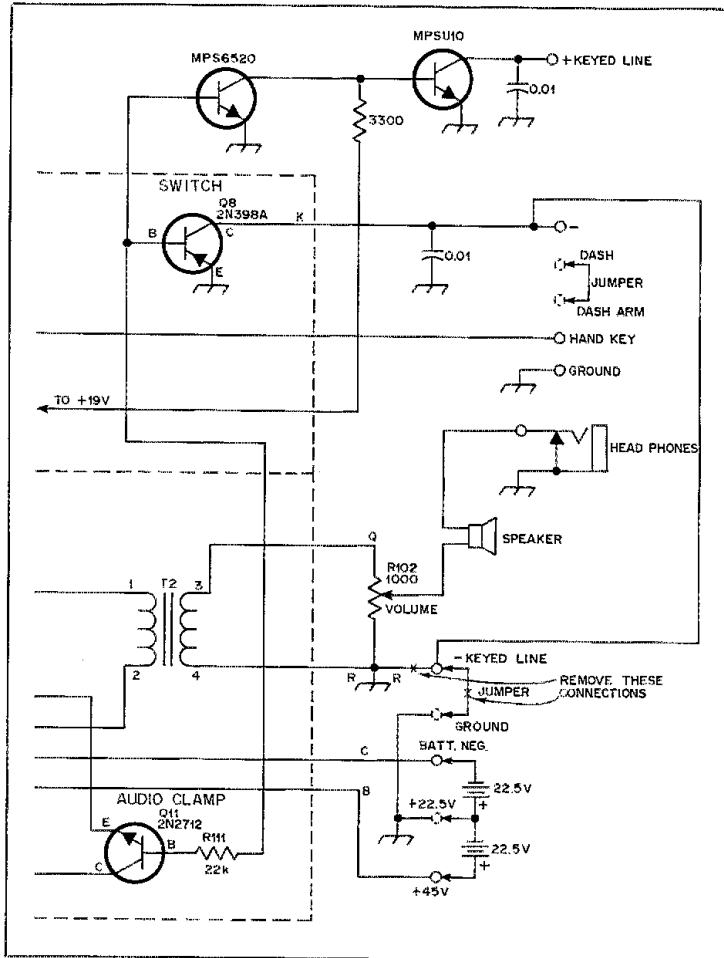 MPSU10
MPS6520
+KEYED LINE
0.01
3300
SWITCH
Q8
2N398A
K
B
C
E
-
0.01
DASH
JUMPER
DASH ARM
HAND KEY
GROUND
TO +19V
HEAD PHONES
SPEAKER
Q
1
T2
3
R102
1000
VOLUME
2
4
R
R
-KEYED LINE
REMOVE THESE
CONNECTIONS
JUMPER
GROUND
C
BATT. NEG.
22.5V
+
B
+22.5V
22.5V
+
+45V
AUDIO CLAMP
Q11
2N2712
E
B
C
R111
22k